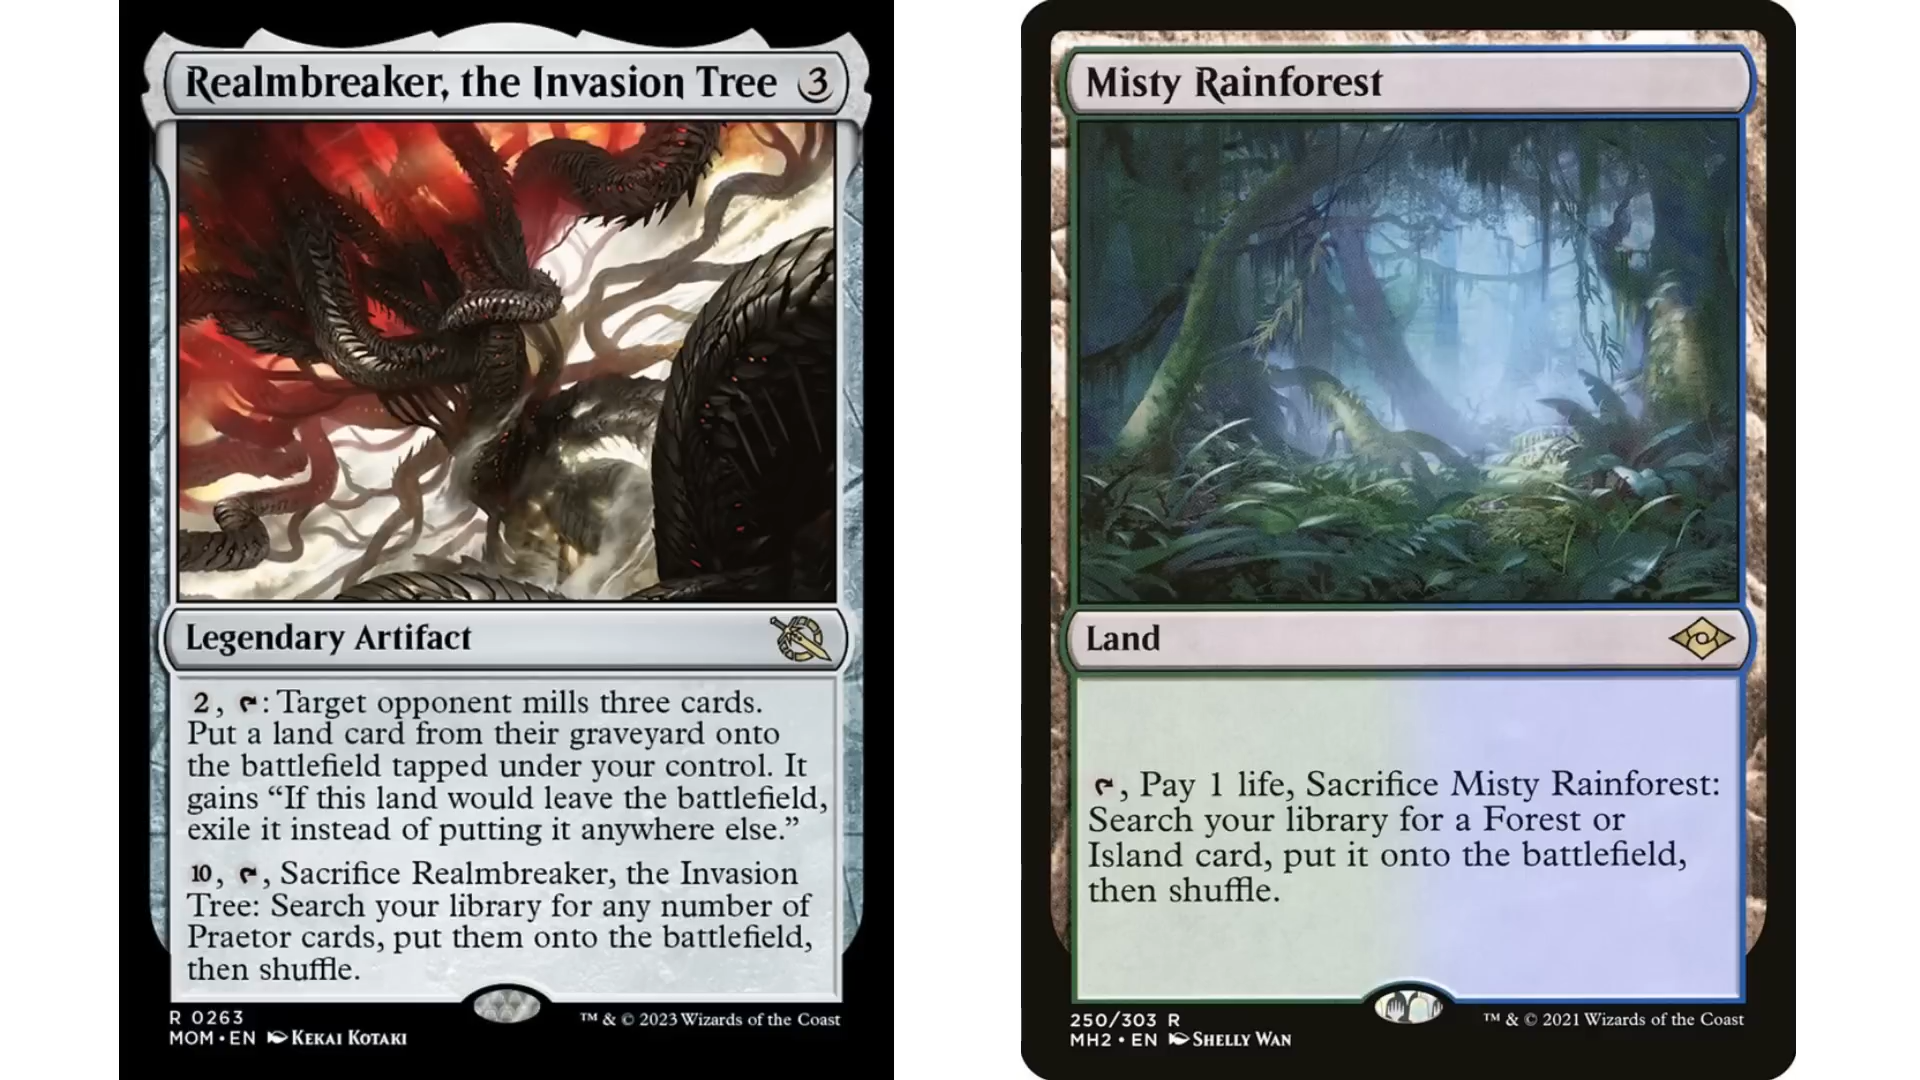 Realmbreaker, the Invasion Tree 3
Legendary Artifact
2, : Target opponent mills three cards.
Put a land card from their graveyard onto
the battlefield tapped under your control. It
gains “If this land would leave the battlefield,
exile it instead of putting it anywhere else.”
10, , Sacrifice Realmbreaker, the Invasion
Tree: Search your library for any number of
Praetor cards, put them onto the battlefield,
then shuffle.
R 0263
MOM • EN KEKAI KOTAKI
™ & © 2023 Wizards of the Coast
Misty Rainforest
Land
, Pay 1 life, Sacrifice Misty Rainforest:
Search your library for a Forest or
Island card, put it onto the battlefield,
then shuffle.
250/303 R
MH2 • EN SHELLY WAN
™ & © 2021 Wizards of the Coast